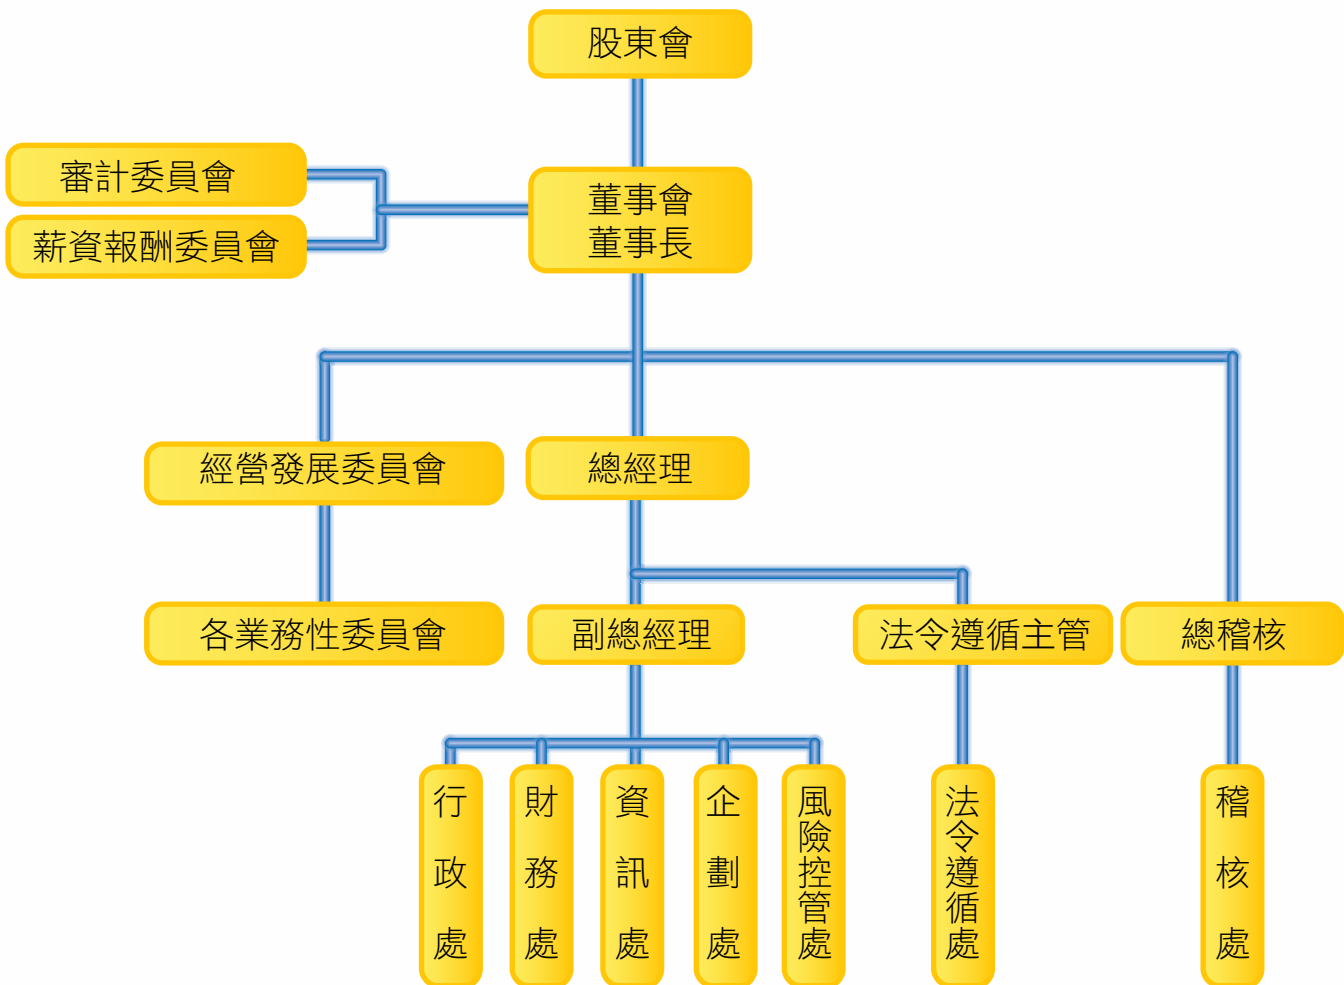 股東會
審計委員會
薪資報酬委員會
董事會
董事長
經營發展委員會
總經理
各業務性委員會
副總經理
法令遵循主管
總稽核
行政處
財務處
資訊處
企劃處
風險控管處
法令遵循處
稽核處